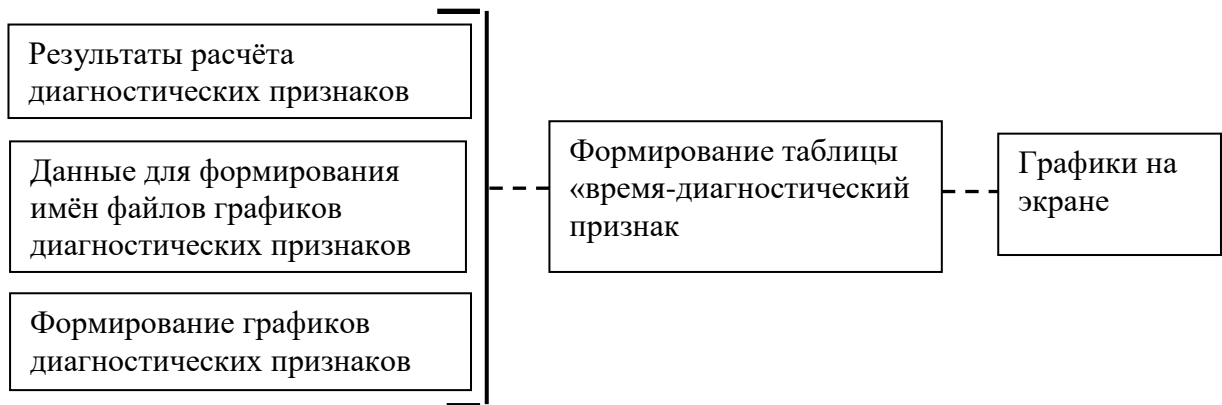 Результаты расчёта
диагностических признаков
Данные для формирования
имён файлов графиков
диагностических признаков
Формирование графиков
диагностических признаков
Формирование таблицы
«время-диагностический
признак
Графики на
экране